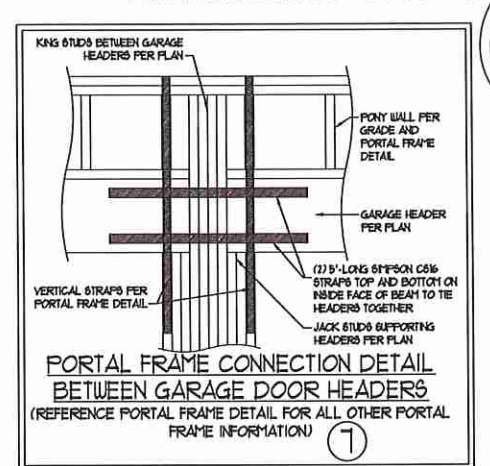 KING STUDS BETWEEN GARAGE
HEADERS PER PLAN
PONY WALL PER
GRADE AND
PORTAL FRAME
DETAIL
GARAGE HEADER
PER PLAN
(2) 5'-LONG SIMPSON CS16
STRAPS TOP AND BOTTOM ON
INSIDE FACE OF BEAM TO TIE
HEADERS TOGETHER
VERTICAL STRAPS PER
PORTAL FRAME DETAIL
JACK STUDS SUPPORTING
HEADERS PER PLAN
PORTAL FRAME CONNECTION DETAIL
BETWEEN GARAGE DOOR HEADERS
(REFERENCE PORTAL FRAME DETAIL FOR ALL OTHER PORTAL
FRAME INFORMATION)
7